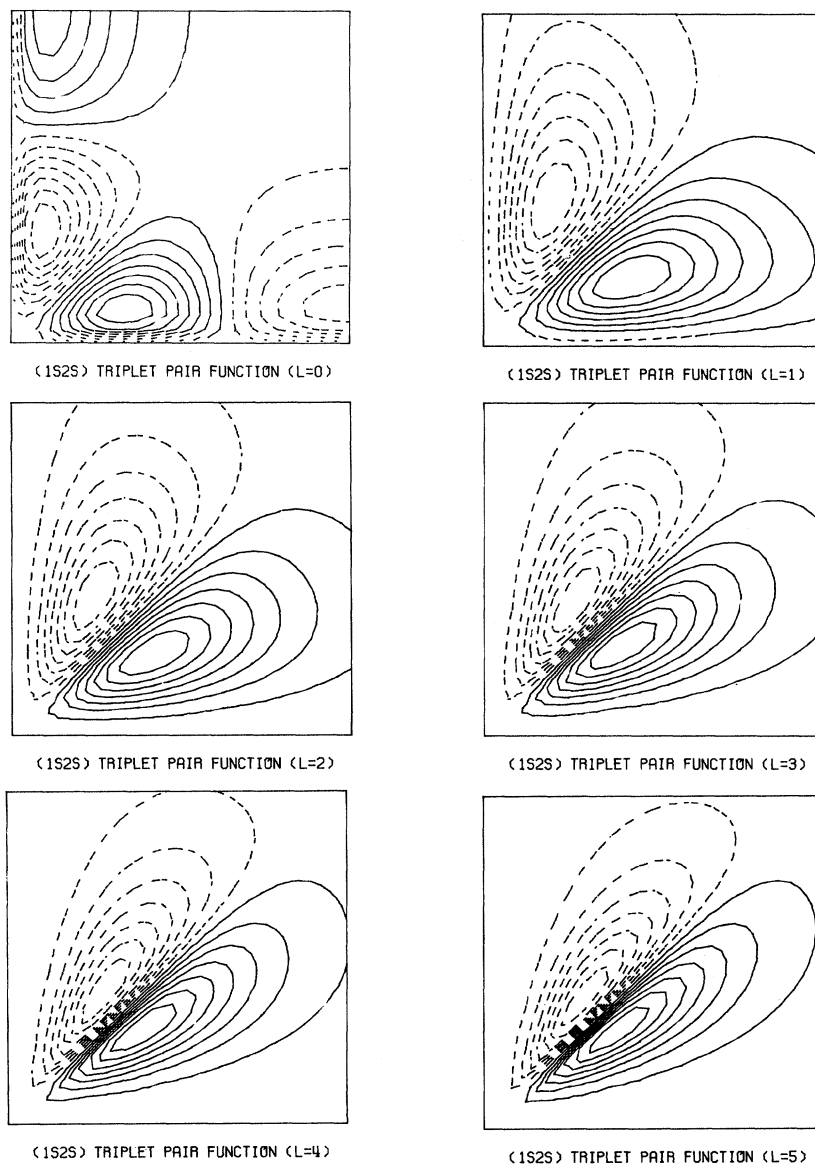 (1S2S) TRIPLET PAIR FUNCTION (L=0)
(1S2S) TRIPLET PAIR FUNCTION (L=1)
(1S2S) TRIPLET PAIR FUNCTION (L=2)
(1S2S) TRIPLET PAIR FUNCTION (L=3)
(1S2S) TRIPLET PAIR FUNCTION (L=4)
(1S2S) TRIPLET PAIR FUNCTION (L=5)